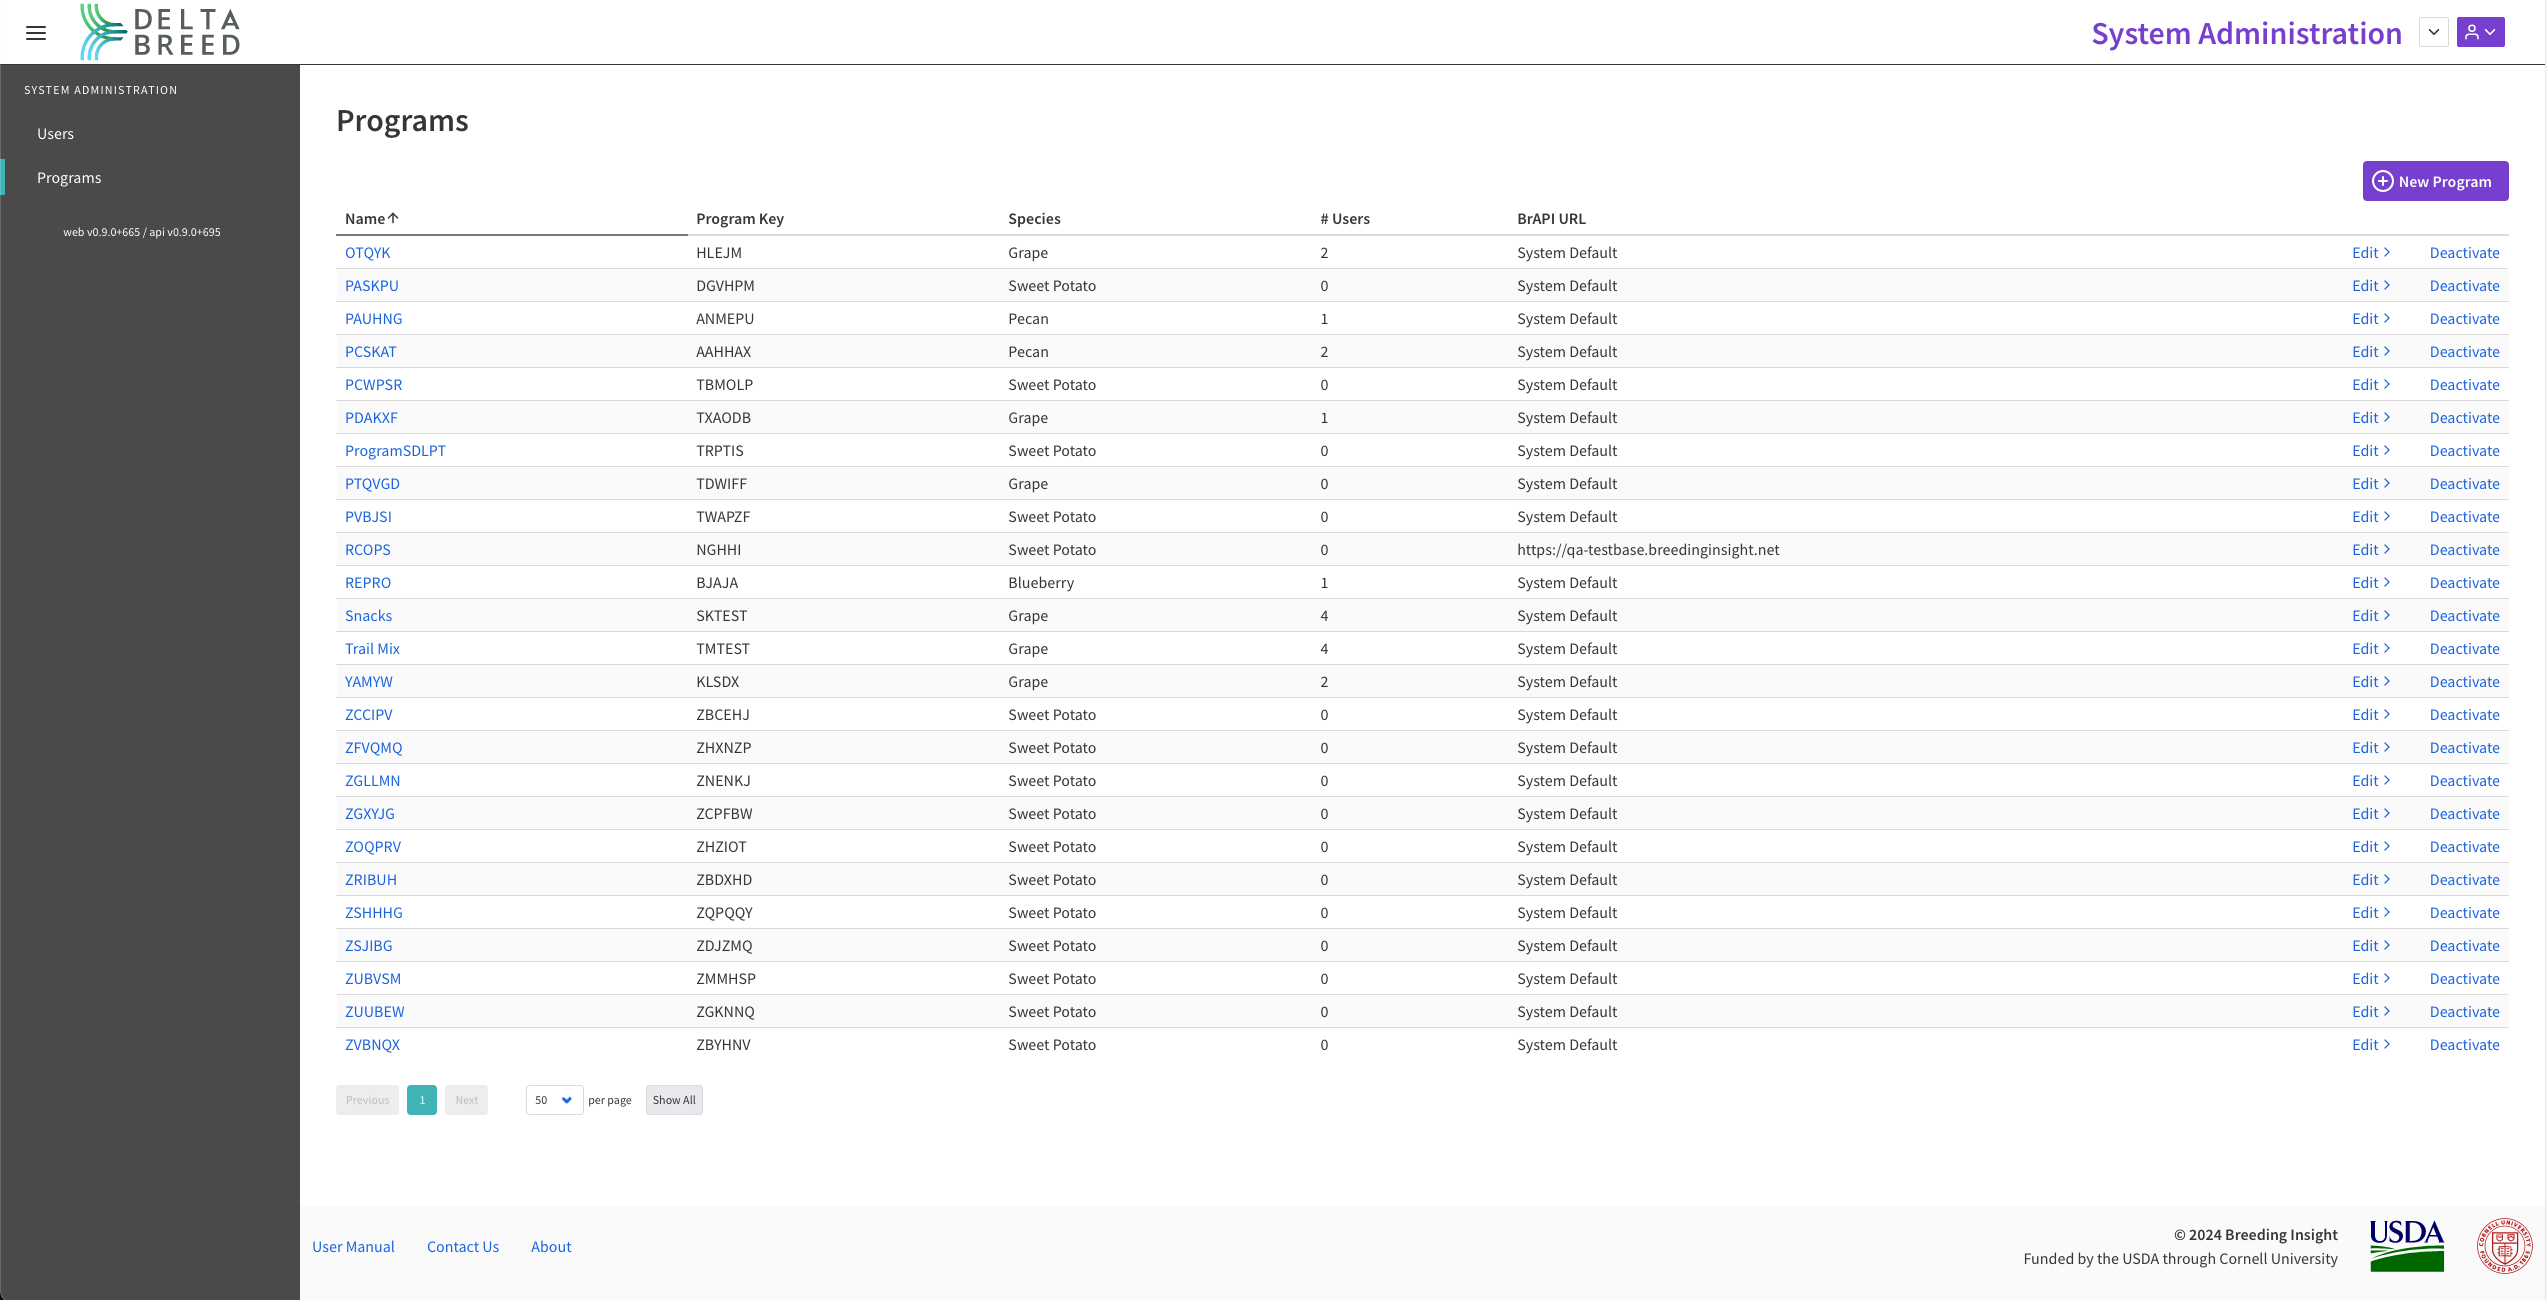 DELTA
BREED
System Administration
SYSTEM ADMINISTRATION
Users
Programs
web v0.9.0+665 / api v0.9.0+695
Programs
New Program
Name Program Key Species # Users BrAPI URL
OTQYK HLEJM Grape 2 System Default Edit Deactivate
PASKPU DGVHPM Sweet Potato 0 System Default Edit Deactivate
PAUHNG ANMEPU Pecan 1 System Default Edit Deactivate
PCSKAT AAHHAX Pecan 2 System Default Edit Deactivate
PCWPSR TBMOLP Sweet Potato 0 System Default Edit Deactivate
PDAKXF TXAODB Grape 1 System Default Edit Deactivate
ProgramSDLPT TRPTIS Sweet Potato 0 System Default Edit Deactivate
PTQVGD TDWIFF Grape 0 System Default Edit Deactivate
PVBJSI TWAPZF Sweet Potato 0 System Default Edit Deactivate
RCOPS NGHHI Sweet Potato 0 https://qa-testbase.breedinginsight.net Edit Deactivate
REPRO BJAJA Blueberry 1 System Default Edit Deactivate
Snacks SKTEST Grape 4 System Default Edit Deactivate
Trail Mix TMTEST Grape 4 System Default Edit Deactivate
YAMYW KLSDX Grape 2 System Default Edit Deactivate
ZCCIPV ZBCEHJ Sweet Potato 0 System Default Edit Deactivate
ZFVQMQ ZHXNZP Sweet Potato 0 System Default Edit Deactivate
ZGLLMN ZNENKJ Sweet Potato 0 System Default Edit Deactivate
ZGXYJG ZCPFBW Sweet Potato 0 System Default Edit Deactivate
ZOQPRV ZHZIOT Sweet Potato 0 System Default Edit Deactivate
ZRIBUH ZBDXHD Sweet Potato 0 System Default Edit Deactivate
ZSHHHG ZQPQQY Sweet Potato 0 System Default Edit Deactivate
ZSJIBG ZDJZMQ Sweet Potato 0 System Default Edit Deactivate
ZUBVSM ZMMHSP Sweet Potato 0 System Default Edit Deactivate
ZUUBEW ZGKNNQ Sweet Potato 0 System Default Edit Deactivate
ZVBNQX ZBYHNV Sweet Potato 0 System Default Edit Deactivate
Previous 1 Next 50 per page Show All
User Manual Contact Us About
© 2024 Breeding Insight
Funded by the USDA through Cornell University
USDA
CORNELL UNIVERSITY
FOUNDED A.D. 1865